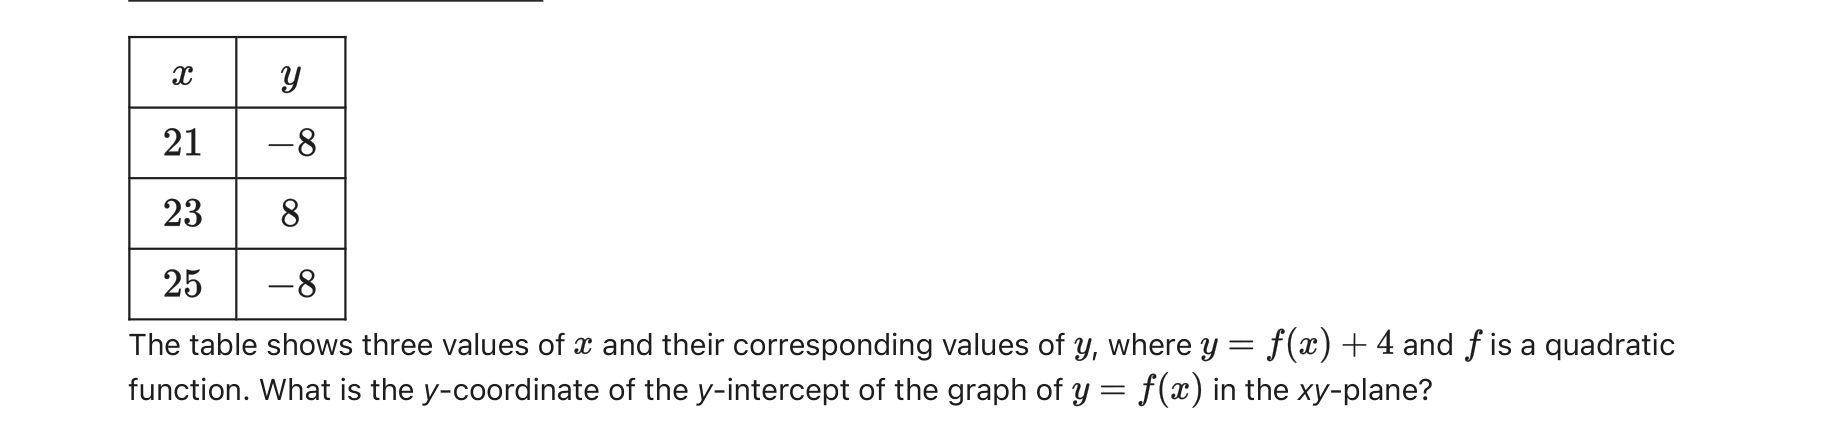 x y
21 −8
23 8
25 −8
The table shows three values of x and their corresponding values of y, where y = f(x) + 4 and f is a quadratic
function. What is the y-coordinate of the y-intercept of the graph of y = f(x) in the xy-plane?